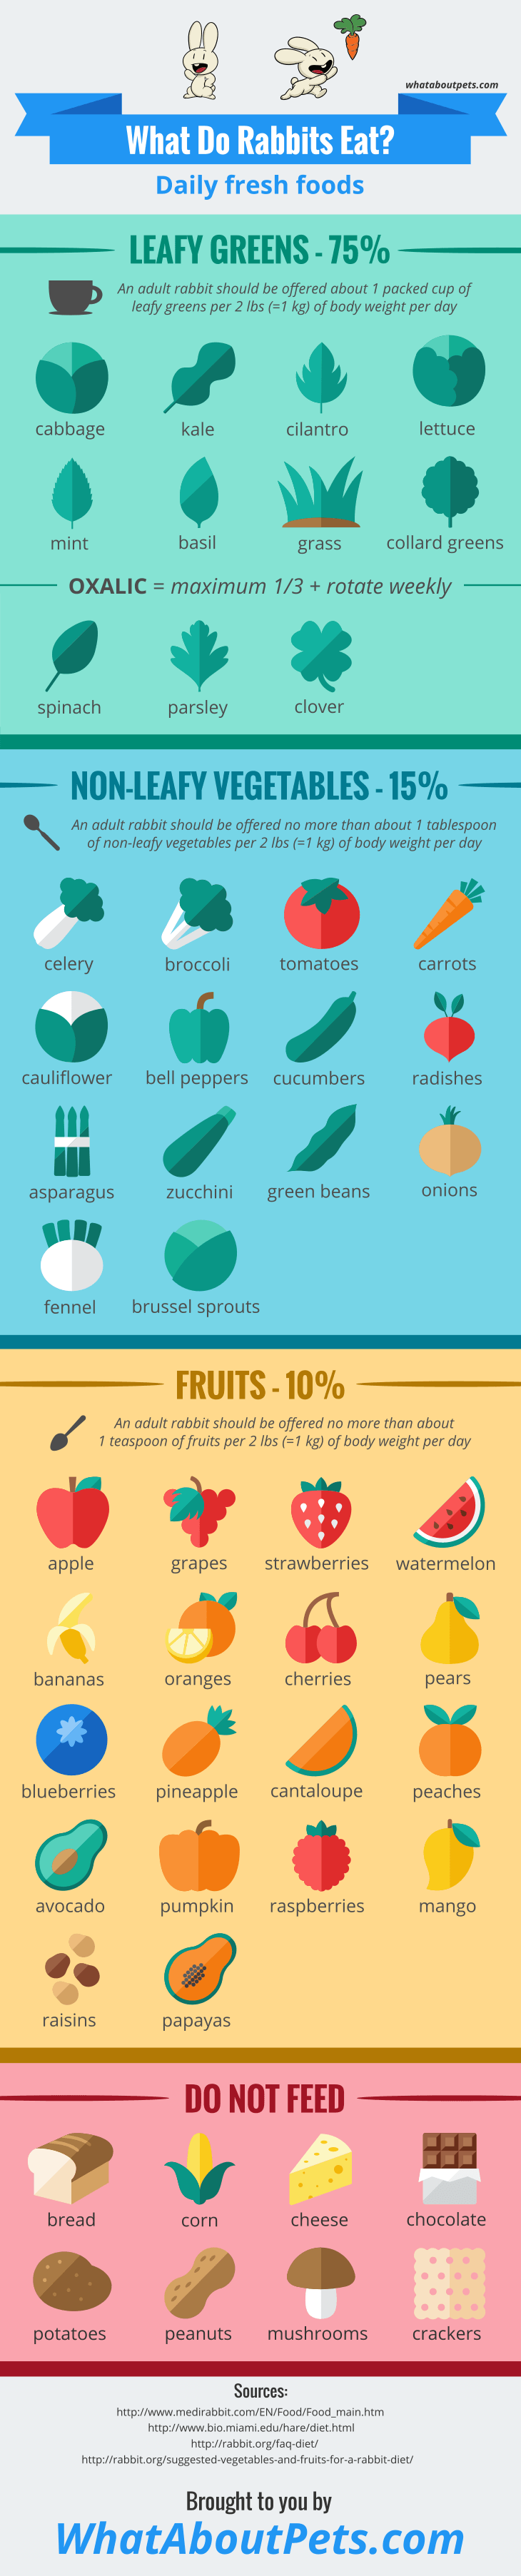 whataboutpets.com
What Do Rabbits Eat?
Daily fresh foods
LEAFY GREENS - 75%
An adult rabbit should be offered about 1 packed cup of
leafy greens per 2 lbs (=1 kg) of body weight per day
cabbage kale cilantro lettuce
mint basil grass collard greens
OXALIC = maximum 1/3 + rotate weekly
spinach parsley clover
NON-LEAFY VEGETABLES - 15%
An adult rabbit should be offered no more than about 1 tablespoon
of non-leafy vegetables per 2 lbs (=1 kg) of body weight per day
celery broccoli tomatoes carrots
cauliflower bell peppers cucumbers radishes
asparagus zucchini green beans onions
fennel brussel sprouts
FRUITS - 10%
An adult rabbit should be offered no more than about
1 teaspoon of fruits per 2 lbs (=1 kg) of body weight per day
apple grapes strawberries watermelon
bananas oranges cherries pears
blueberries pineapple cantaloupe peaches
avocado pumpkin raspberries mango
raisins papayas
DO NOT FEED
bread corn cheese chocolate
potatoes peanuts mushrooms crackers
Sources:
http://www.medirabbit.com/EN/Food/Food_main.htm
http://www.bio.miami.edu/hare/diet.html
http://rabbit.org/faq-diet/
http://rabbit.org/suggested-vegetables-and-fruits-for-a-rabbit-diet/
Brought to you by
WhatAboutPets.com